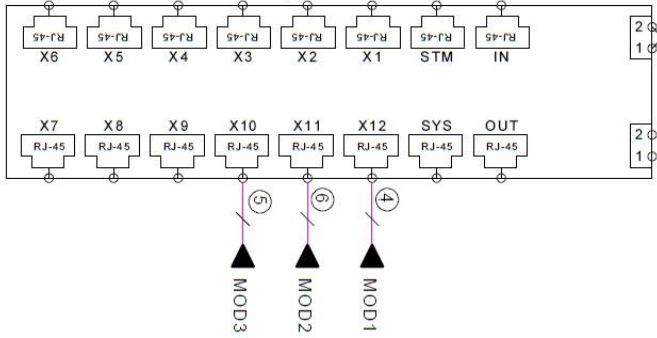 RJ-45 RJ-45 RJ-45 RJ-45 RJ-45 RJ-45 RJ-45 RJ-45
X6 X5 X4 X3 X2 X1 STM IN
2
1
X7 X8 X9 X10 X11 X12 SYS OUT
RJ-45 RJ-45 RJ-45 RJ-45 RJ-45 RJ-45 RJ-45 RJ-45
2
1
5 6 4
MOD3 MOD2 MOD1